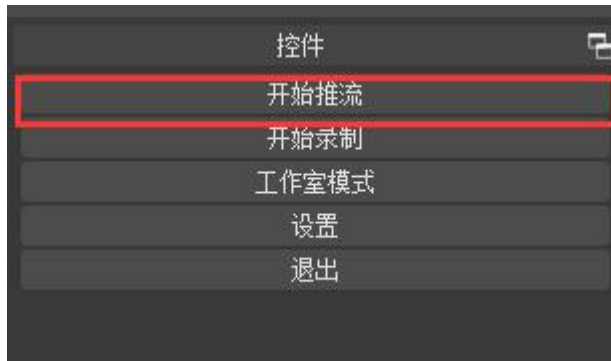 控件
开始推流
开始录制
工作室模式
设置
退出